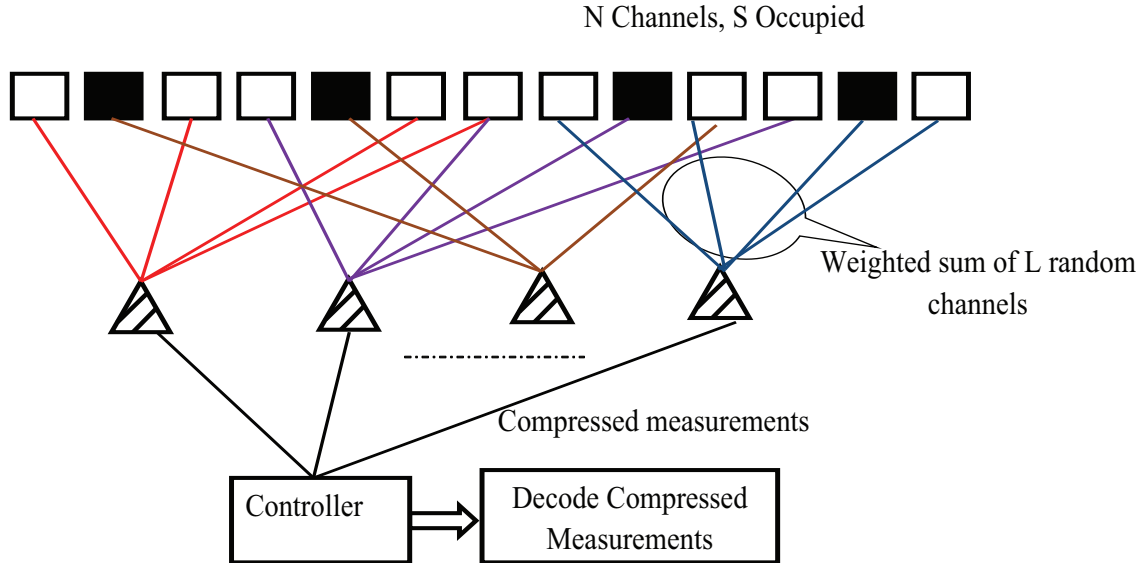 N Channels, S Occupied
Weighted sum of L random
channels
Compressed measurements
Controller
Decode Compressed
Measurements